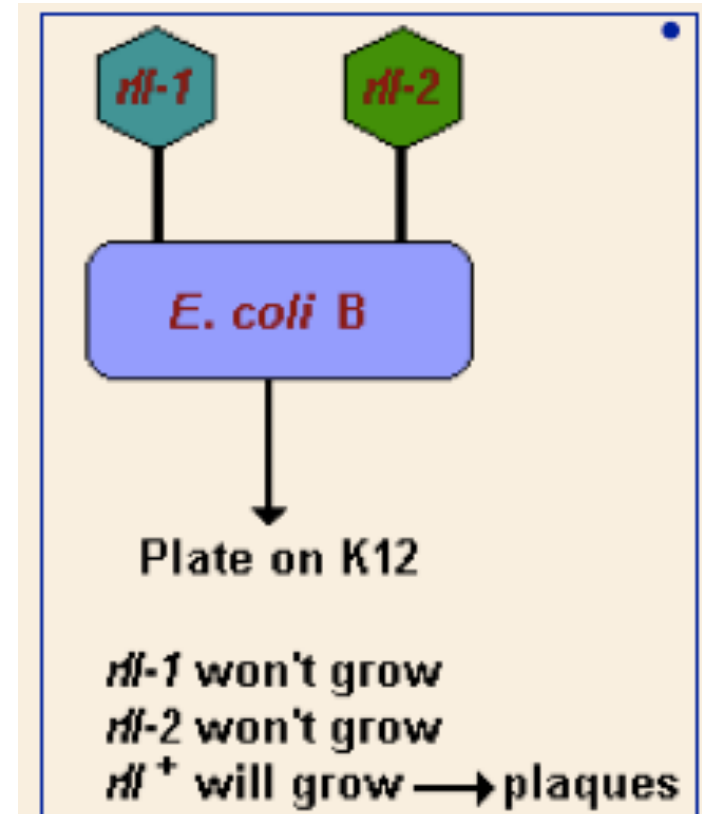 rII-1 rII-2
E. coli B
Plate on K12
rII-1 won't grow
rII-2 won't grow
rII + will grow → plaques